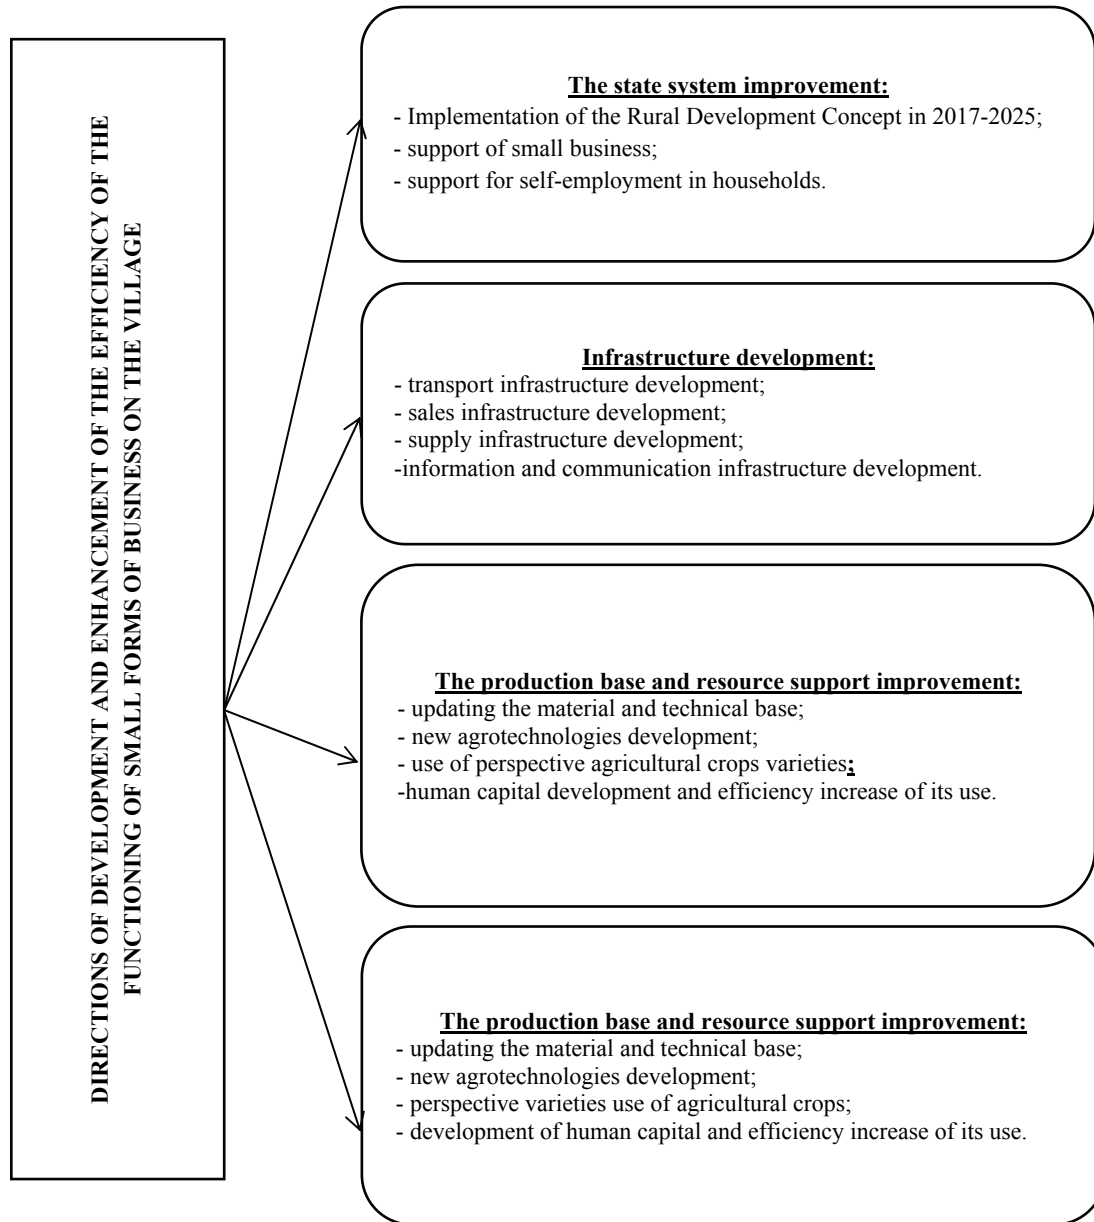 DIRECTIONS OF DEVELOPMENT AND ENHANCEMENT OF THE EFFICIENCY OF THE
FUNCTIONING OF SMALL FORMS OF BUSINESS ON THE VILLAGE
The state system improvement:
- Implementation of the Rural Development Concept in 2017-2025;
- support of small business;
- support for self-employment in households.
Infrastructure development:
- transport infrastructure development;
- sales infrastructure development;
- supply infrastructure development;
-information and communication infrastructure development.
The production base and resource support improvement:
- updating the material and technical base;
- new agrotechnologies development;
- use of perspective agricultural crops varieties;
-human capital development and efficiency increase of its use.
The production base and resource support improvement:
- updating the material and technical base;
- new agrotechnologies development;
- perspective varieties use of agricultural crops;
- development of human capital and efficiency increase of its use.